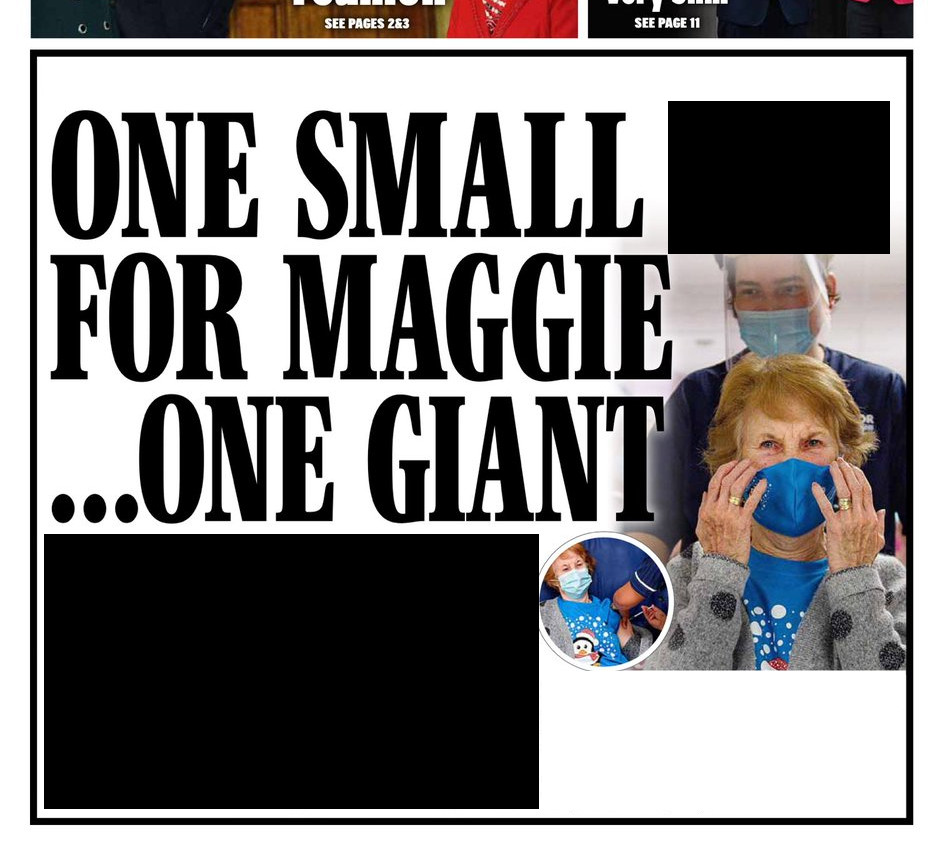 SEE PAGES 2&3
SEE PAGE 11
ONE SMALL
FOR MAGGIE
...ONE GIANT